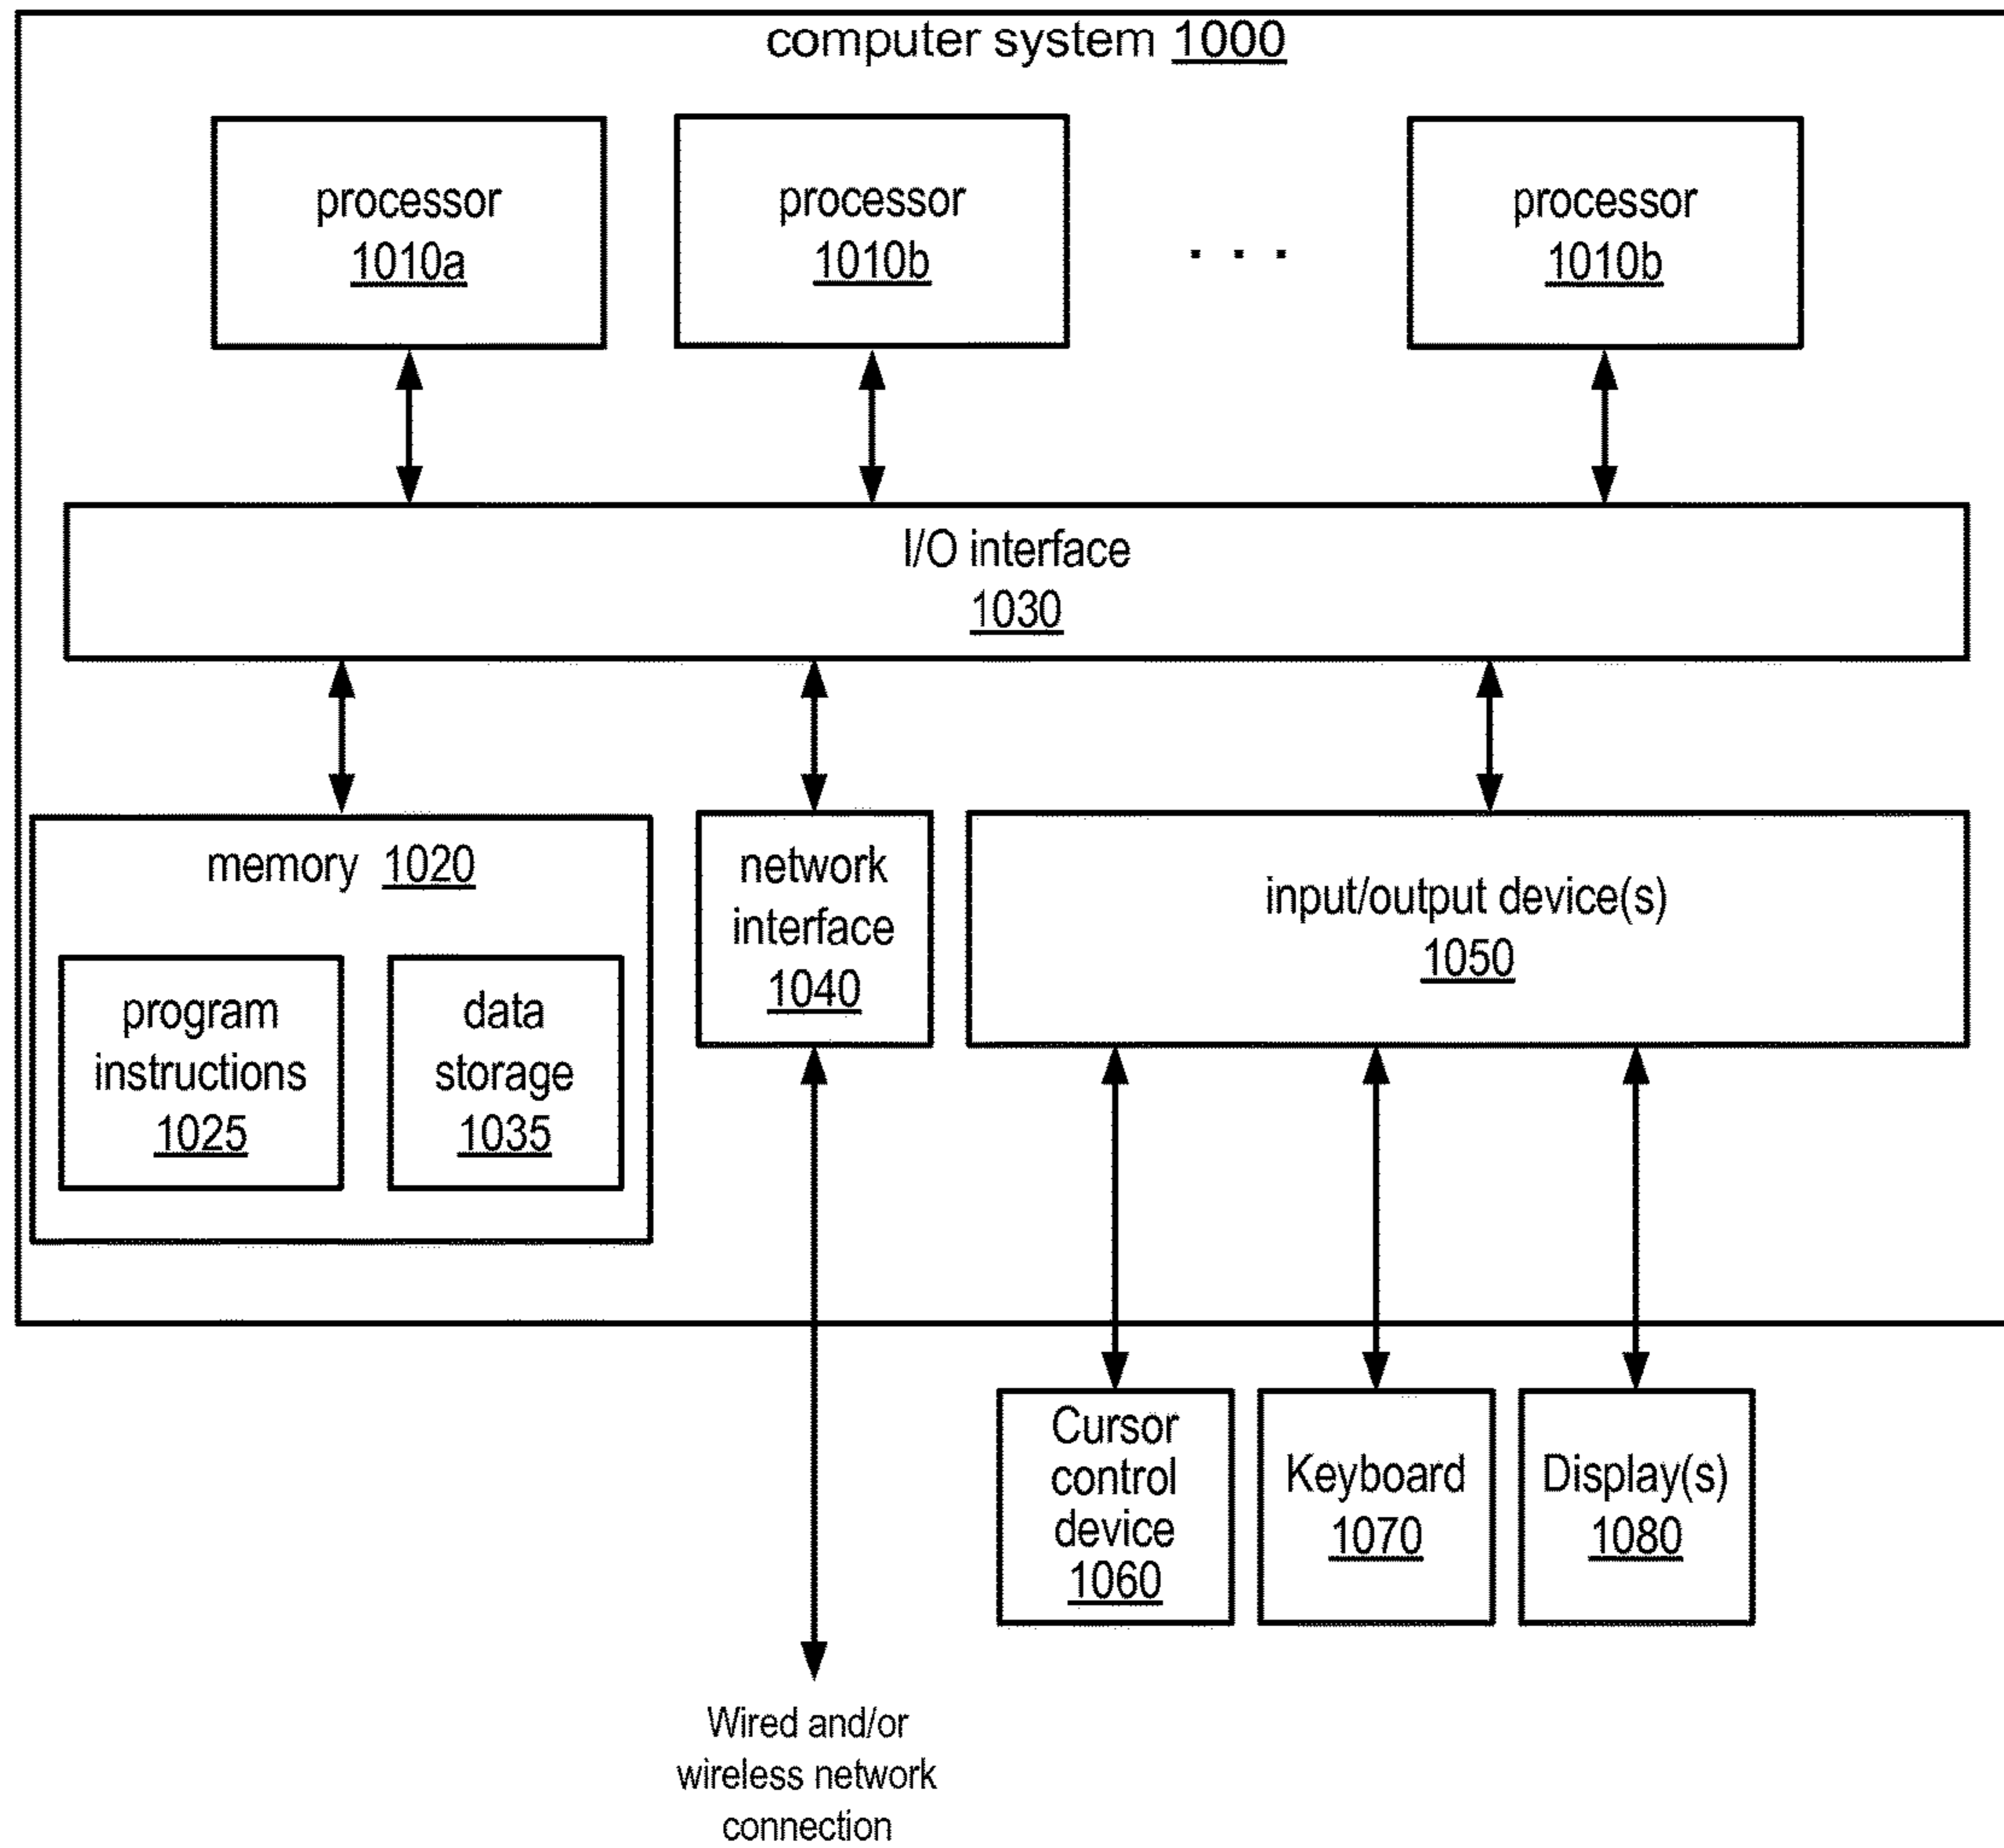 computer system 1000
processor
1010a
processor
1010b
. . .
processor
1010b
I/O interface
1030
memory 1020
program
instructions
1025
data
storage
1035
network
interface
1040
input/output device(s)
1050
Cursor
control
device
1060
Keyboard
1070
Display(s)
1080
Wired and/or
wireless network
connection